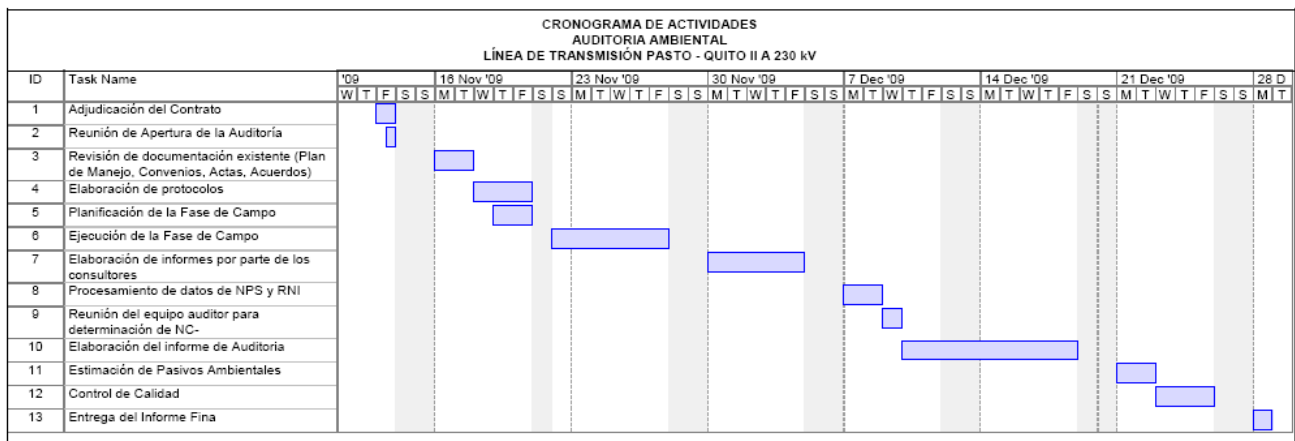 CRONOGRAMA DE ACTIVIDADES
AUDITORIA AMBIENTAL
LÍNEA DE TRANSMISIÓN PASTO - QUITO II A 230 kV
ID Task Name '09 16 Nov '09 23 Nov '09 30 Nov '09 7 Dec '09 14 Dec '09 21 Dec '09 28 D
W T F S S M T W T F S S M T W T F S S M T W T F S S M T W T F S S M T W T F S S M T W T F S S M T
1 Adjudicación del Contrato
2 Reunión de Apertura de la Auditoría
3 Revisión de documentación existente (Plan
de Manejo, Convenios, Actas, Acuerdos)
4 Elaboración de protocolos
5 Planificación de la Fase de Campo
6 Ejecución de la Fase de Campo
7 Elaboración de informes por parte de los
consultores
8 Procesamiento de datos de NPS y RNI
9 Reunión del equipo auditor para
determinación de NC-
10 Elaboración del informe de Auditoria
11 Estimación de Pasivos Ambientales
12 Control de Calidad
13 Entrega del Informe Fina